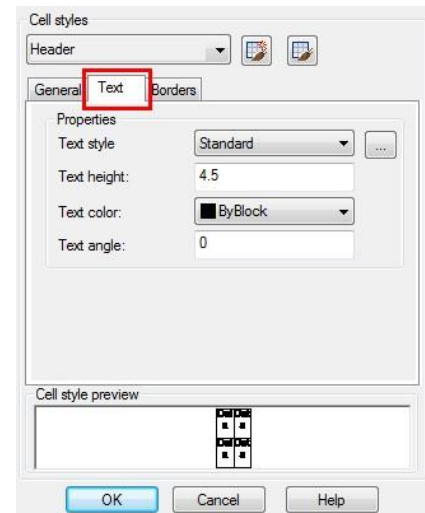 Cell styles
Header
General Text Borders
Properties
Text style Standard ...
Text height: 4.5
Text color: ByBlock
Text angle: 0
Cell style preview
OK Cancel Help